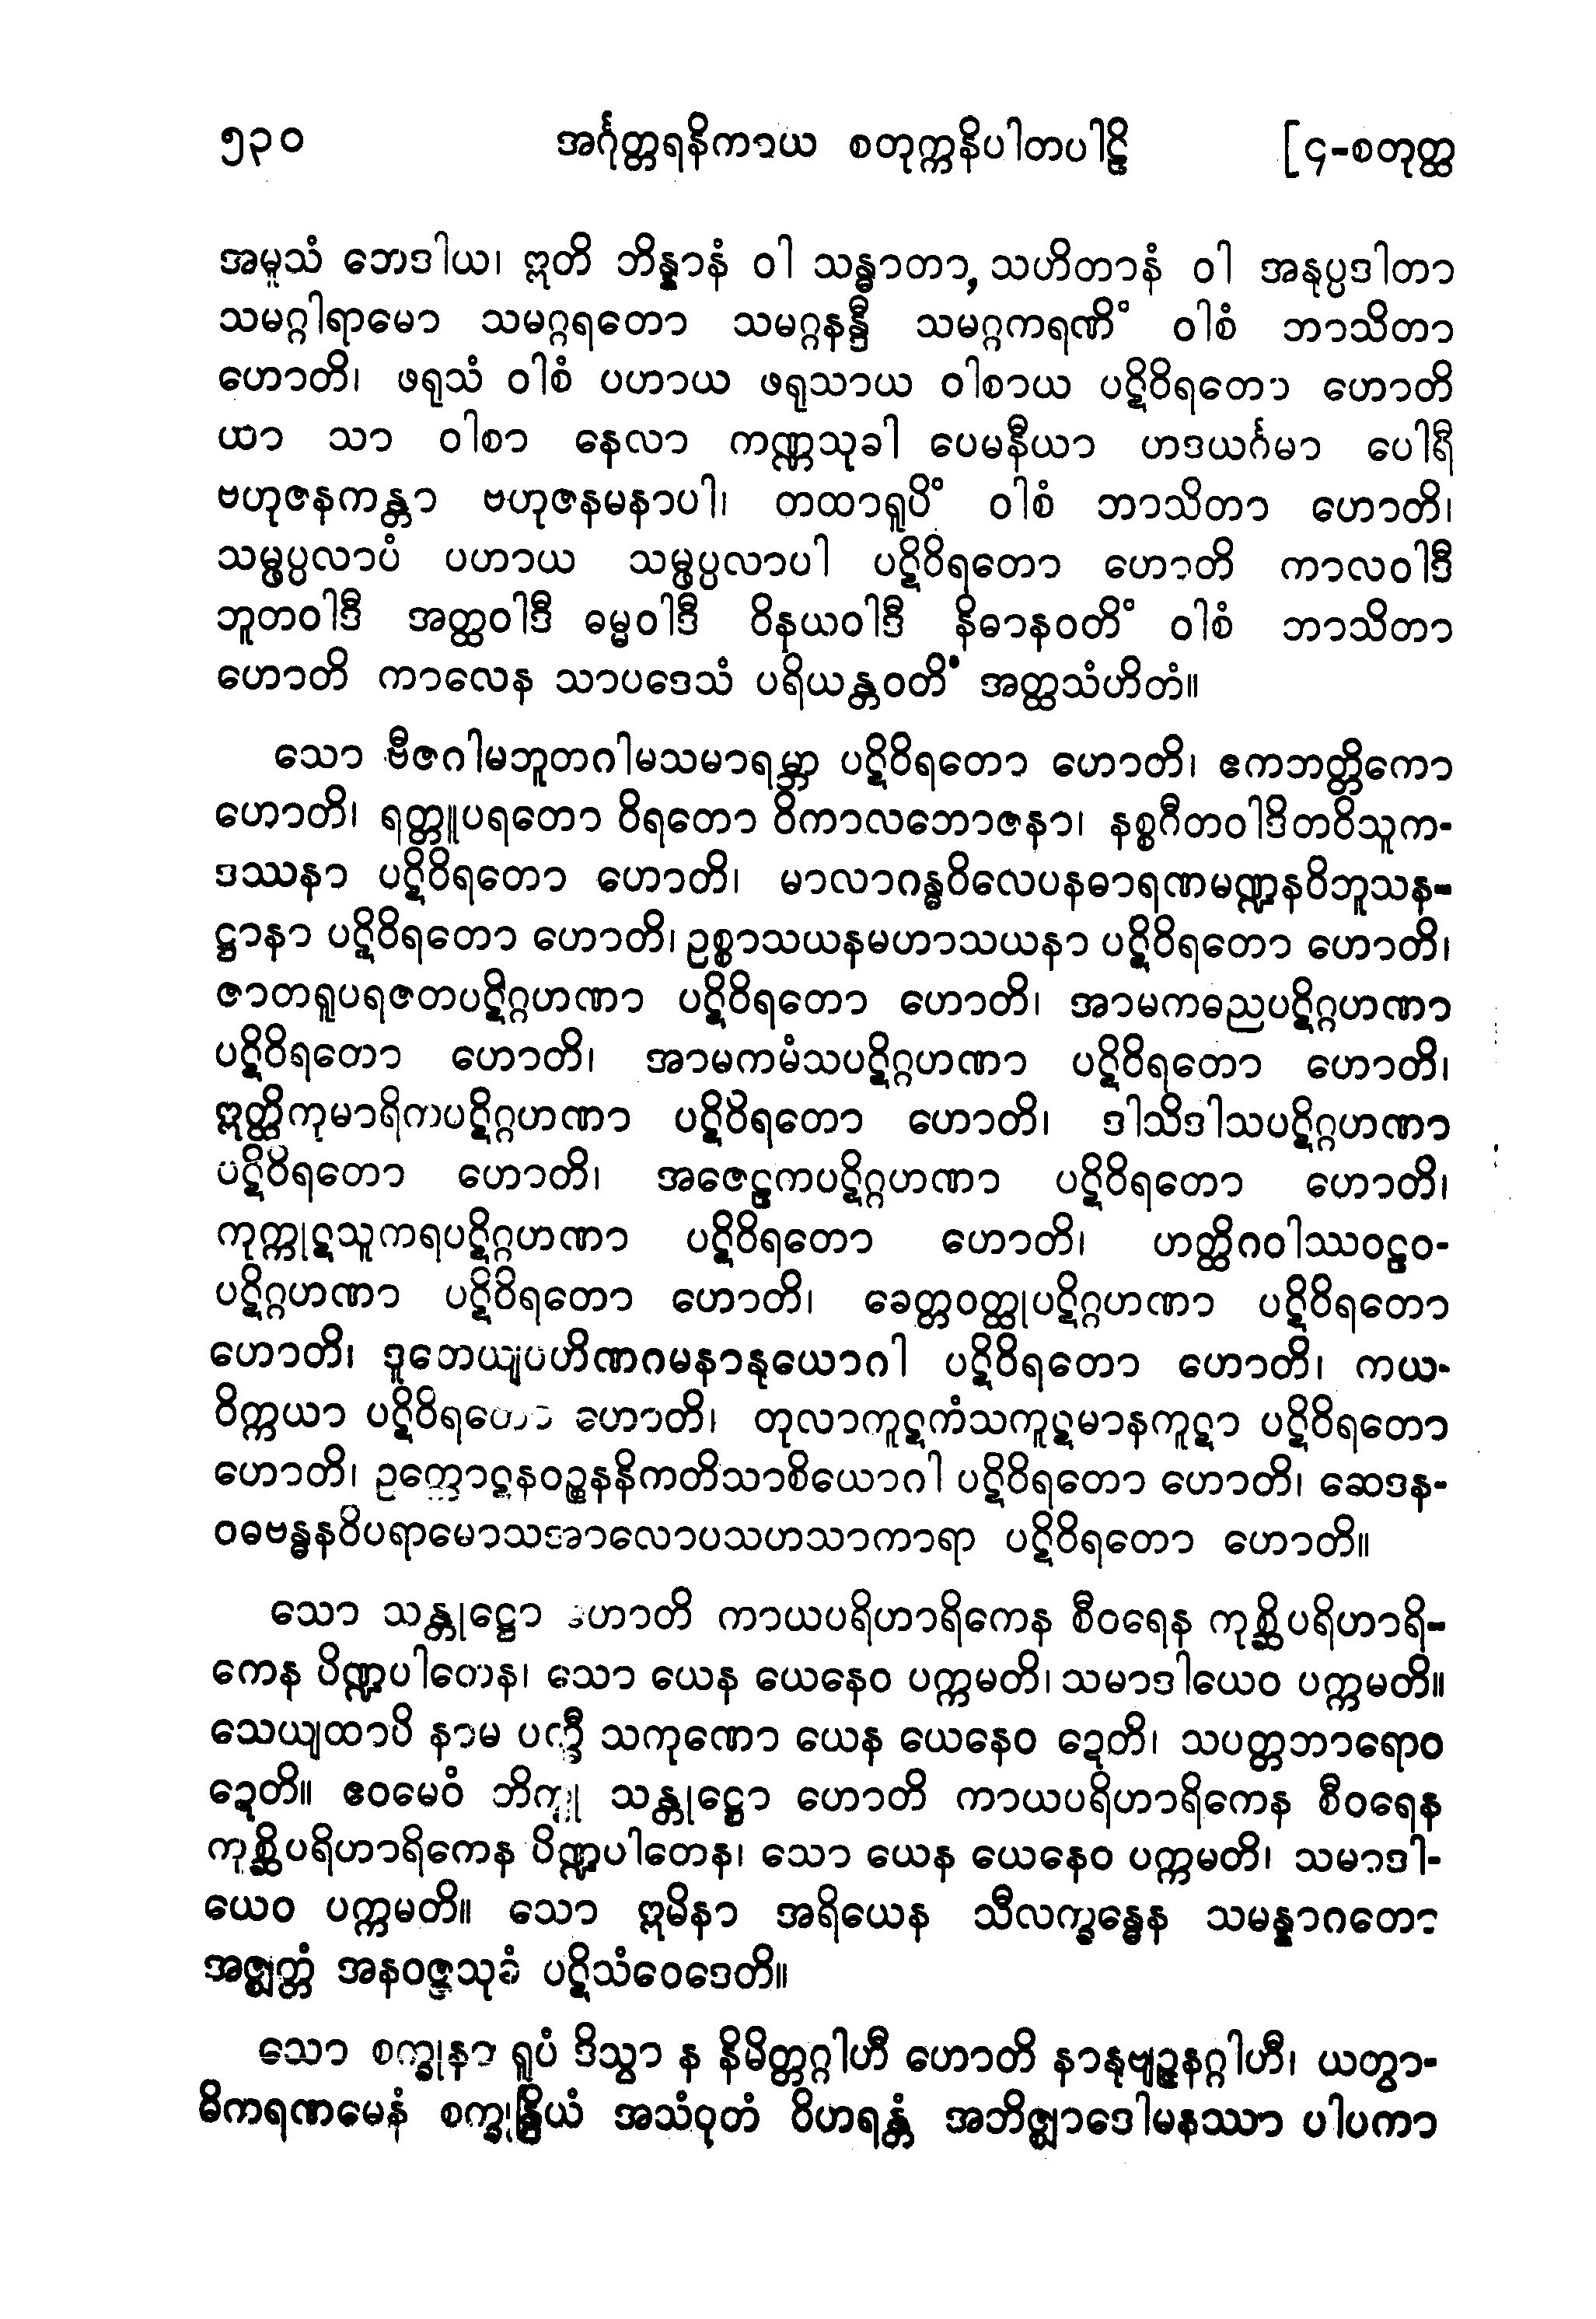 ၅၃၀ အင်္ဂုတ္တရနိကာယ စတုက္ကနိပါတပါဠိ [၄-စတုတ္ထ
အမူသံ ဘေဒါယ၊ ဣတိ ဘိန္နာနံ ဝါ သန္ဓာတာ, သဟိတာနံ ဝါ အနုပ္ပဒါတာ
သမဂ္ဂါရာမော သမဂ္ဂရတော သမဂ္ဂနန္ဒီ သမဂ္ဂကရဏိံ ဝါစံ ဘာသိတာ
ဟောတိ၊ ဖရုသံ ဝါစံ ပဟာယ ဖရုသာယ ဝါစာယ ပဋိဝိရတော ဟောတိ
ယာ သာ ဝါစာ နေလာ ကဏ္ဏသုခါ ပေမနီယာ ဟဒယင်္ဂမာ ပေါရီ
ဗဟုဇနကန္တာ ဗဟုဇနမနာပါ၊ တထာရူပိံ ဝါစံ ဘာသိတာ ဟောတိ၊
သမ္ဖပ္ပလာပံ ပဟာယ သမ္ဖပ္ပလာပါ ပဋိဝိရတော ဟောတိ ကာလဝါဒီ
ဘူတဝါဒီ အတ္ထဝါဒီ ဓမ္မဝါဒီ ဝိနယဝါဒီ နိဓာနဝတိံ ဝါစံ ဘာသိတာ
ဟောတိ ကာလေန သာပဒေသံ ပရိယန္တဝတိံ အတ္ထသံဟိတံ။
သော ဗီဇဂါမဘူတဂါမသမာရမ္ဘာ ပဋိဝိရတော ဟောတိ၊ ဧကဘတ္တိကော
ဟောတိ၊ ရတ္တူပရတော ဝိရတော ဝိကာလဘောဇနာ၊ နစ္စဂီတဝါဒိတဝိသူက-
ဒဿနာ ပဋိဝိရတော ဟောတိ၊ မာလာဂန္ဓဝိလေပနဓာရဏမဏ္ဍနဝိဘူသန-
ဋ္ဌာနာ ပဋိဝိရတော ဟောတိ၊ ဥစ္စာသယနမဟာသယနာ ပဋိဝိရတော ဟောတိ၊
ဇာတရူပရဇတပဋိဂ္ဂဟဏာ ပဋိဝိရတော ဟောတိ၊ အာမကဓညပဋိဂ္ဂဟဏာ
ပဋိဝိရတော ဟောတိ၊ အာမကမံသပဋိဂ္ဂဟဏာ ပဋိဝိရတော ဟောတိ၊
ဣတ္ထိကုမာရိကပဋိဂ္ဂဟဏာ ပဋိဝိရတော ဟောတိ၊ ဒါသိဒါသပဋိဂ္ဂဟဏာ
ပဋိဝိရတော ဟောတိ၊ အဇေဠကပဋိဂ္ဂဟဏာ ပဋိဝိရတော ဟောတိ၊
ကုက္ကုဋသူကရပဋိဂ္ဂဟဏာ ပဋိဝိရတော ဟောတိ၊ ဟတ္ထိဂဝါဿဝဠဝ-
ပဋိဂ္ဂဟဏာ ပဋိဝိရတော ဟောတိ၊ ခေတ္တဝတ္ထုပဋိဂ္ဂဟဏာ ပဋိဝိရတော
ဟောတိ၊ ဒူတေယျပဟိဏဂမနာနုယောဂါ ပဋိဝိရတော ဟောတိ၊ ကယ-
ဝိက္ကယာ ပဋိဝိရတော ဟောတိ၊ တုလာကူဋကံသကူဋမာနကူဋာ ပဋိဝိရတော
ဟောတိ၊ ဥက္ကောဋနဝဉ္စနနိကတိသာစိယောဂါ ပဋိဝိရတော ဟောတိ၊ ဆေဒန-
ဝဓဗန္ဓနဝိပရာမောသအာလောပသဟသာကာရာ ပဋိဝိရတော ဟောတိ။
သော သန္တုဋ္ဌော ဟောတိ ကာယပရိဟာရိကေန စီဝရေန ကုစ္ဆိပရိဟာရိ-
ကေန ပိဏ္ဍပါတေန၊ သော ယေန ယေနေဝ ပက္ကမတိ၊ သမာဒါယေဝ ပက္ကမတိ။
သေယျထာပိ နာမ ပက္ခီ သကုဏော ယေန ယေနေဝ ဍေတိ၊ သပတ္တဘာရောဝ
ဍေတိ။ ဧဝမေဝံ ဘိက္ခု သန္တုဋ္ဌော ဟောတိ ကာယပရိဟာရိကေန စီဝရေန
ကုစ္ဆိပရိဟာရိကေန ပိဏ္ဍပါတေန၊ သော ယေန ယေနေဝ ပက္ကမတိ၊ သမာဒါ-
ယေဝ ပက္ကမတိ။ သော ဣမိနာ အရိယေန သီလက္ခန္ဓေန သမန္နာဂတော
အဇ္ဈတ္တံ အနဝဇ္ဇသုခံ ပဋိသံဝေဒေတိ။
သော စက္ခုနာ ရူပံ ဒိသွာ န နိမိတ္တဂ္ဂါဟီ ဟောတိ နာနုဗျဉ္ဇနဂ္ဂါဟီ၊ ယတွာ-
ဓိကရဏမေနံ စက္ခုန္ဒြိယံ အသံဝုတံ ဝိဟရန္တံ အဘိဇ္ဈာဒေါမနဿာ ပါပကာ